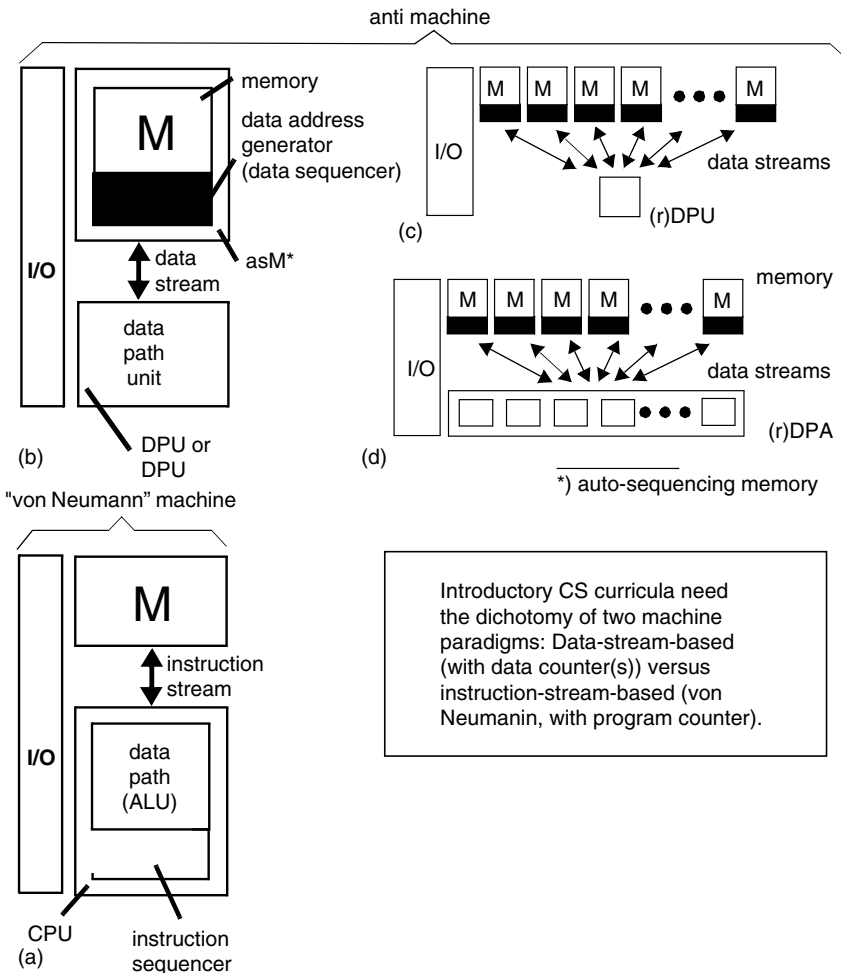 anti machine
I/O
M
memory
data address
generator
(data sequencer)
asM*
data
stream
data
path
unit
DPU or
DPU
(b)
I/O
M M M M M
data streams
(r)DPU
(c)
I/O
M M M M M
memory
data streams
(r)DPA
(d)
*) auto-sequencing memory
"von Neumann” machine
I/O
M
instruction
stream
data
path
(ALU)
CPU
instruction
sequencer
(a)
Introductory CS curricula need
the dichotomy of two machine
paradigms: Data-stream-based
(with data counter(s)) versus
instruction-stream-based (von
Neumanin, with program counter).